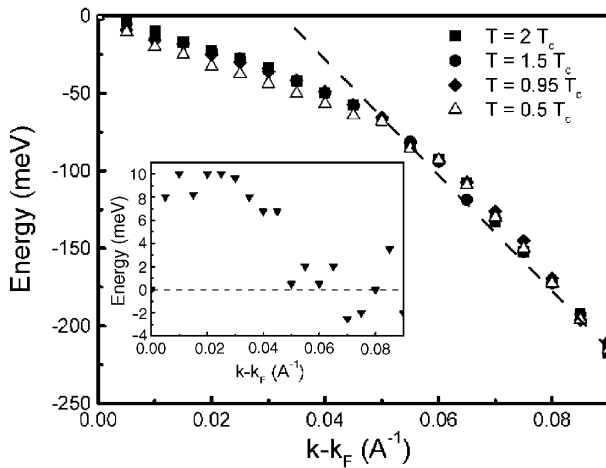 0
-50
-100
-150
-200
-250
Energy (meV)
T = 2 T_c
T = 1.5 T_c
T = 0.95 T_c
T = 0.5 T_c
10
8
6
4
2
0
-2
-4
Energy (meV)
0.00 0.02 0.04 0.06 0.08
k-k_F (A^-1)
0.00 0.02 0.04 0.06 0.08
k-k_F (A^-1)